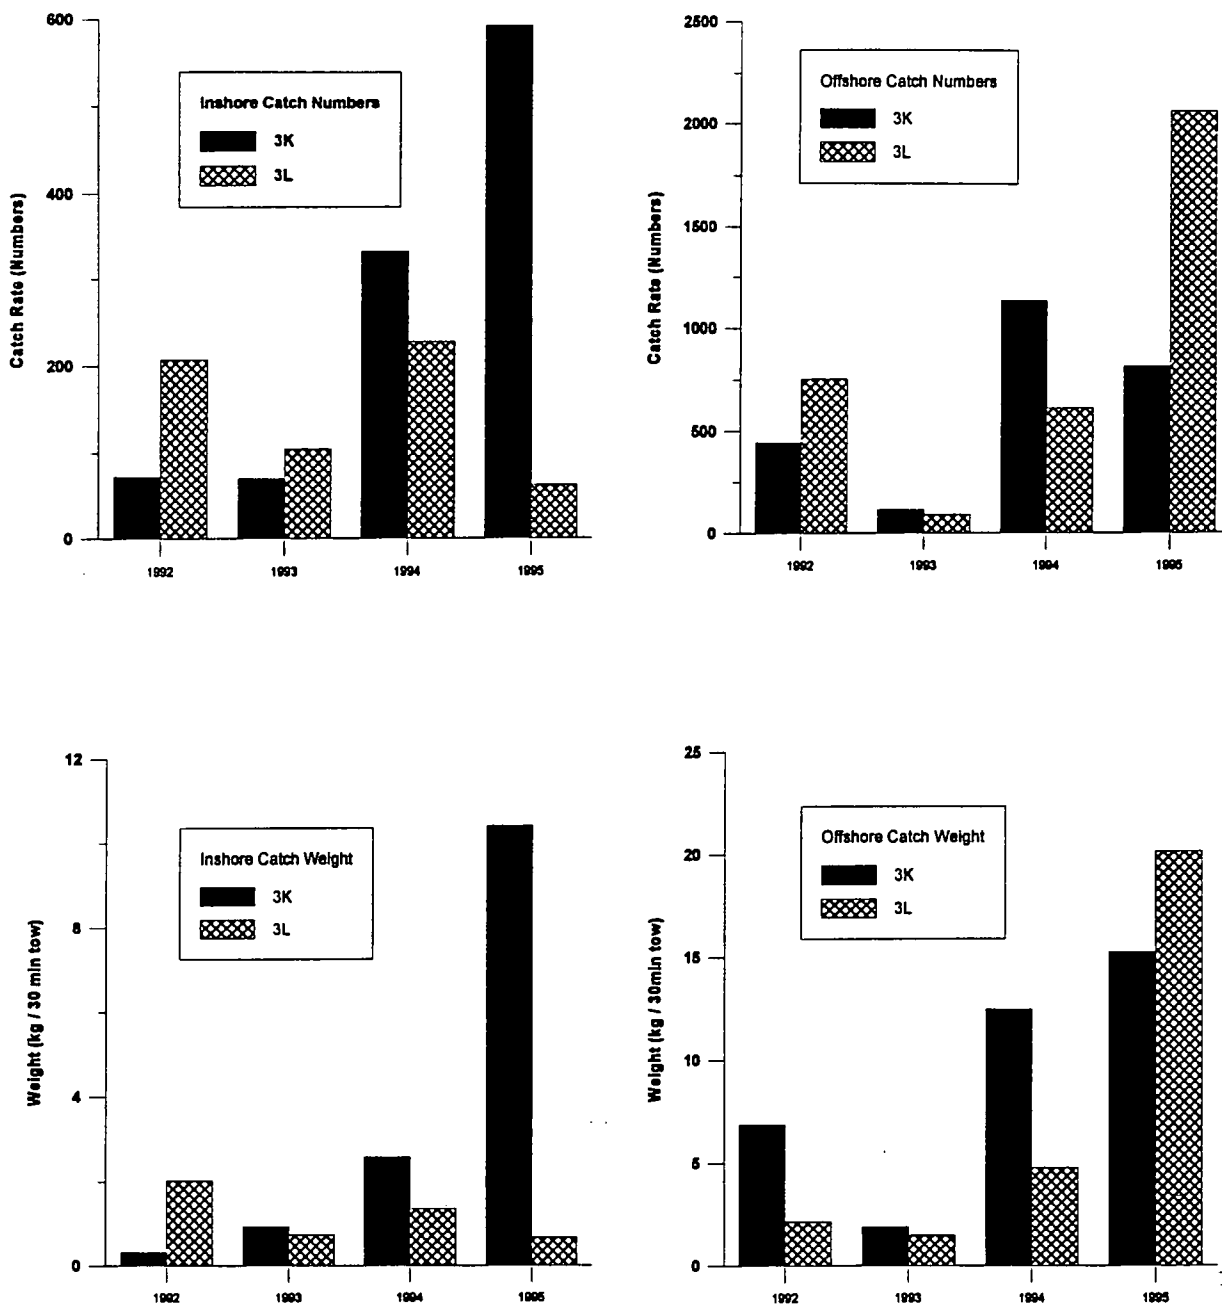 600
400
200
0
Catch Rate (Numbers)
Inshore Catch Numbers
3K
3L
1992
1993
1994
1995
2500
2000
1500
1000
500
0
Catch Rate (Numbers)
Offshore Catch Numbers
3K
3L
1992
1993
1994
1995
12
8
4
0
Weight (kg / 30 min tow)
Inshore Catch Weight
3K
3L
1992
1993
1994
1995
25
20
15
10
5
0
Weight (kg / 30min tow)
Offshore Catch Weight
3K
3L
1992
1993
1994
1995